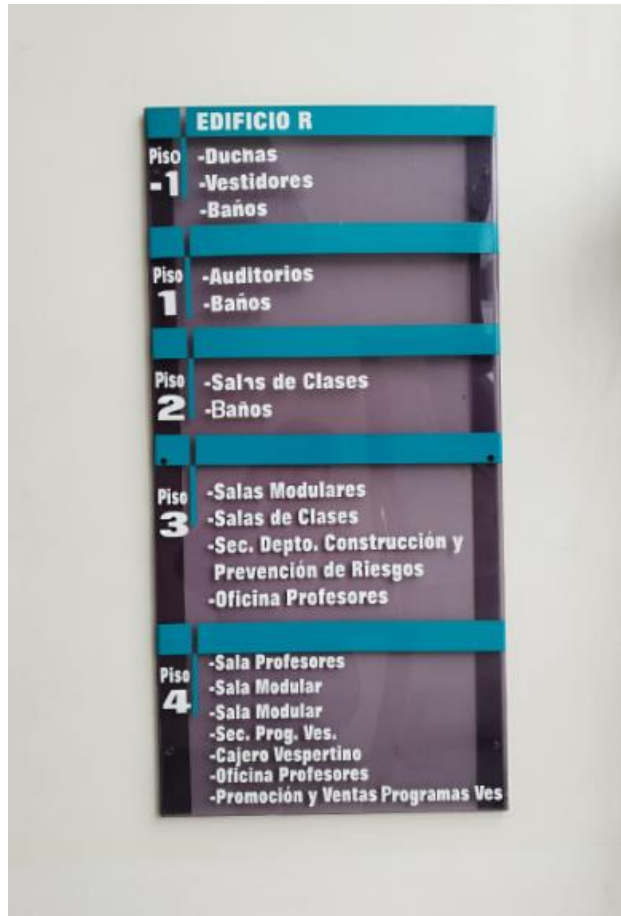 EDIFICIO R
Piso
-1
-Duchas
-Vestidores
-Baños
Piso
1
-Auditorios
-Baños
Piso
2
-Salas de Clases
-Baños
Piso
3
-Salas Modulares
-Salas de Clases
-Sec. Depto. Construcción y
Prevención de Riesgos
-Oficina Profesores
Piso
4
-Sala Profesores
-Sala Modular
-Sala Modular
-Sec. Prog. Ves.
-Cajero Vespertino
-Oficina Profesores
-Promoción y Ventas Programas Ves